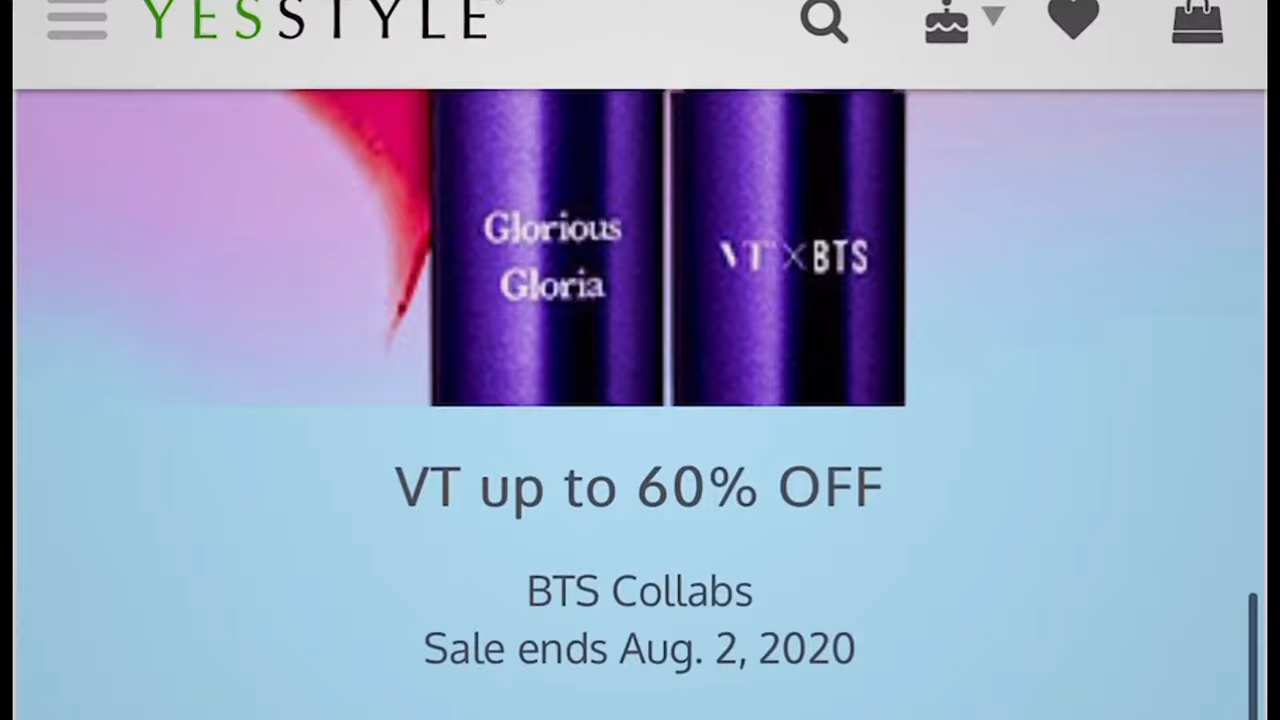 YESSTYLE
Glorious
Gloria
VT×BTS
VT up to 60% OFF
BTS Collabs
Sale ends Aug. 2, 2020